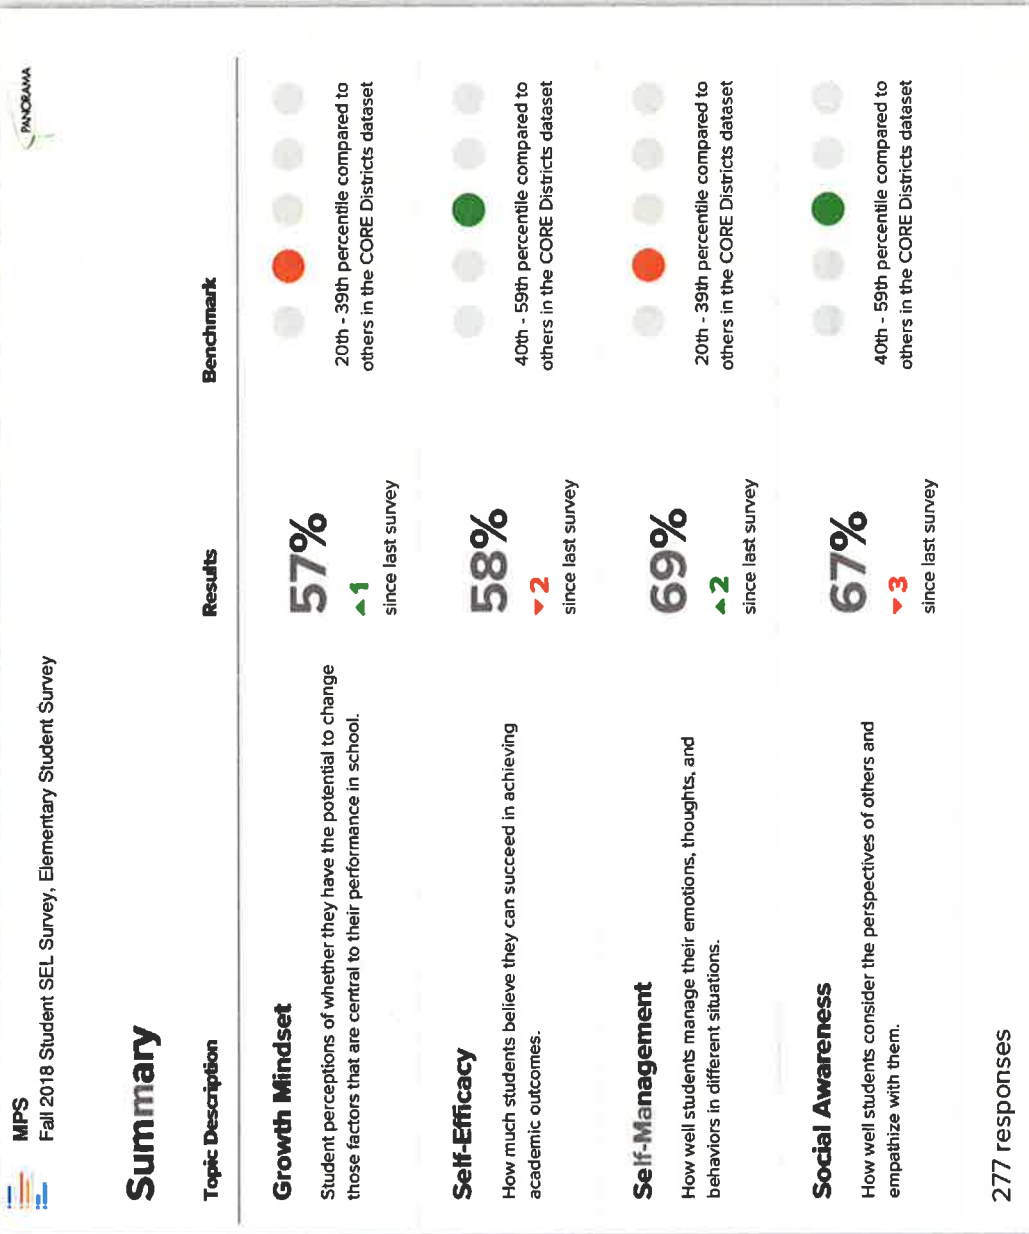 MPS
Fall 2018 Student SEL Survey, Elementary Student Survey
PANORAMA
Summary
Topic Description
Results
Benchmark
Growth Mindset
Student perceptions of whether they have the potential to change
those factors that are central to their performance in school.
57%
▲1
since last survey
20th - 39th percentile compared to
others in the CORE Districts dataset
Self-Efficacy
How much students believe they can succeed in achieving
academic outcomes.
58%
▼2
since last survey
40th - 59th percentile compared to
others in the CORE Districts dataset
Self-Management
How well students manage their emotions, thoughts, and
behaviors in different situations.
69%
▲2
since last survey
20th - 39th percentile compared to
others in the CORE Districts dataset
Social Awareness
How well students consider the perspectives of others and
empathize with them.
67%
▼3
since last survey
40th - 59th percentile compared to
others in the CORE Districts dataset
277 responses